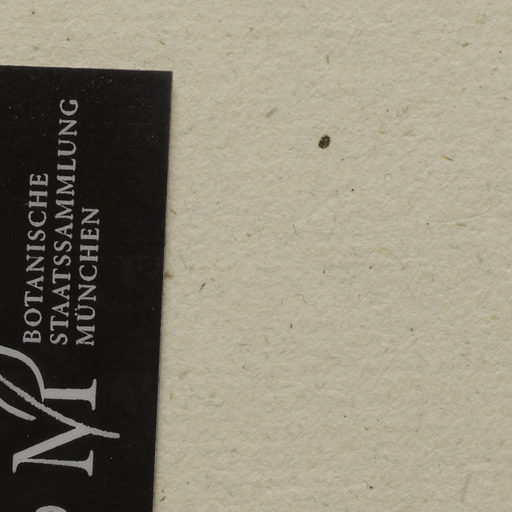 BOTANISCHE
STAATSSAMMLUNG
MÜNCHEN
M